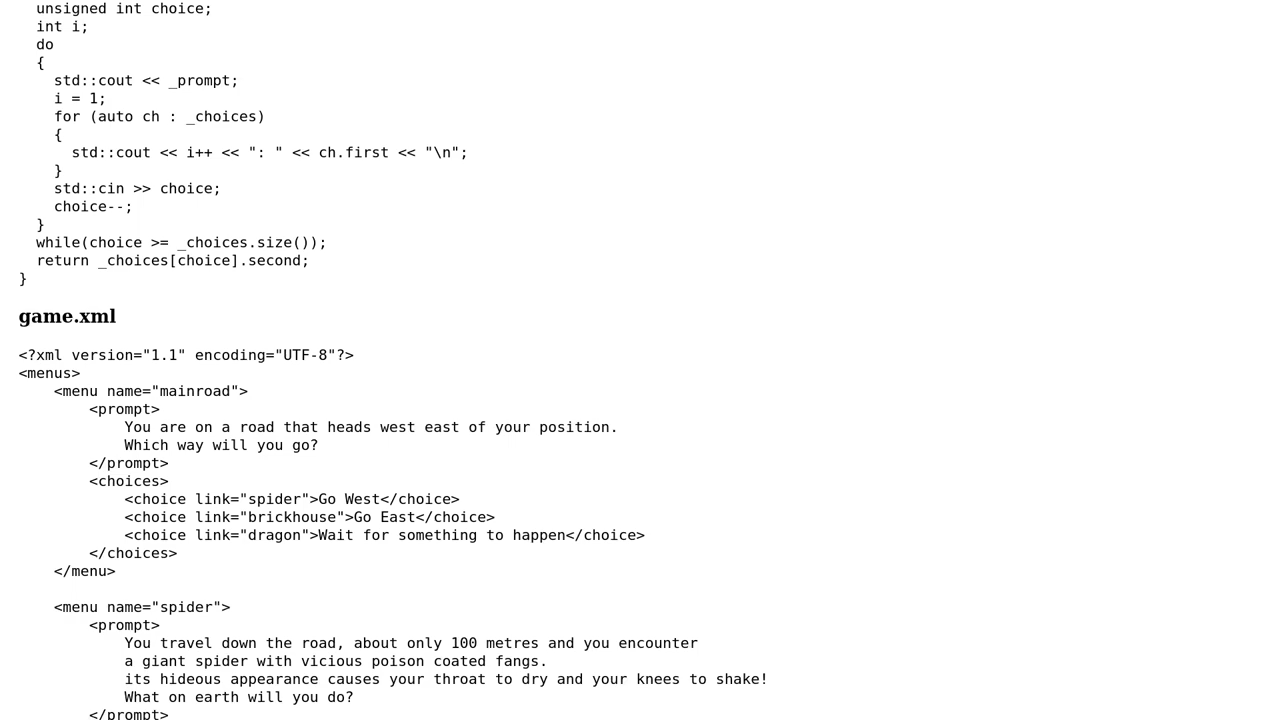 unsigned int choice;
int i;
do
{
std::cout << _prompt;
i = 1;
for (auto ch : _choices)
{
std::cout << i++ << ": " << ch.first << "\n";
}
std::cin >> choice;
choice--;
}
while(choice >= _choices.size());
return _choices[choice].second;
}
game.xml
<?xml version="1.1" encoding="UTF-8"?>
<menus>
<menu name="mainroad">
<prompt>
You are on a road that heads west east of your position.
Which way will you go?
</prompt>
<choices>
<choice link="spider">Go West</choice>
<choice link="brickhouse">Go East</choice>
<choice link="dragon">Wait for something to happen</choice>
</choices>
</menu>
<menu name="spider">
<prompt>
You travel down the road, about only 100 metres and you encounter
a giant spider with vicious poison coated fangs.
its hideous appearance causes your throat to dry and your knees to shake!
What on earth will you do?
</prompt>